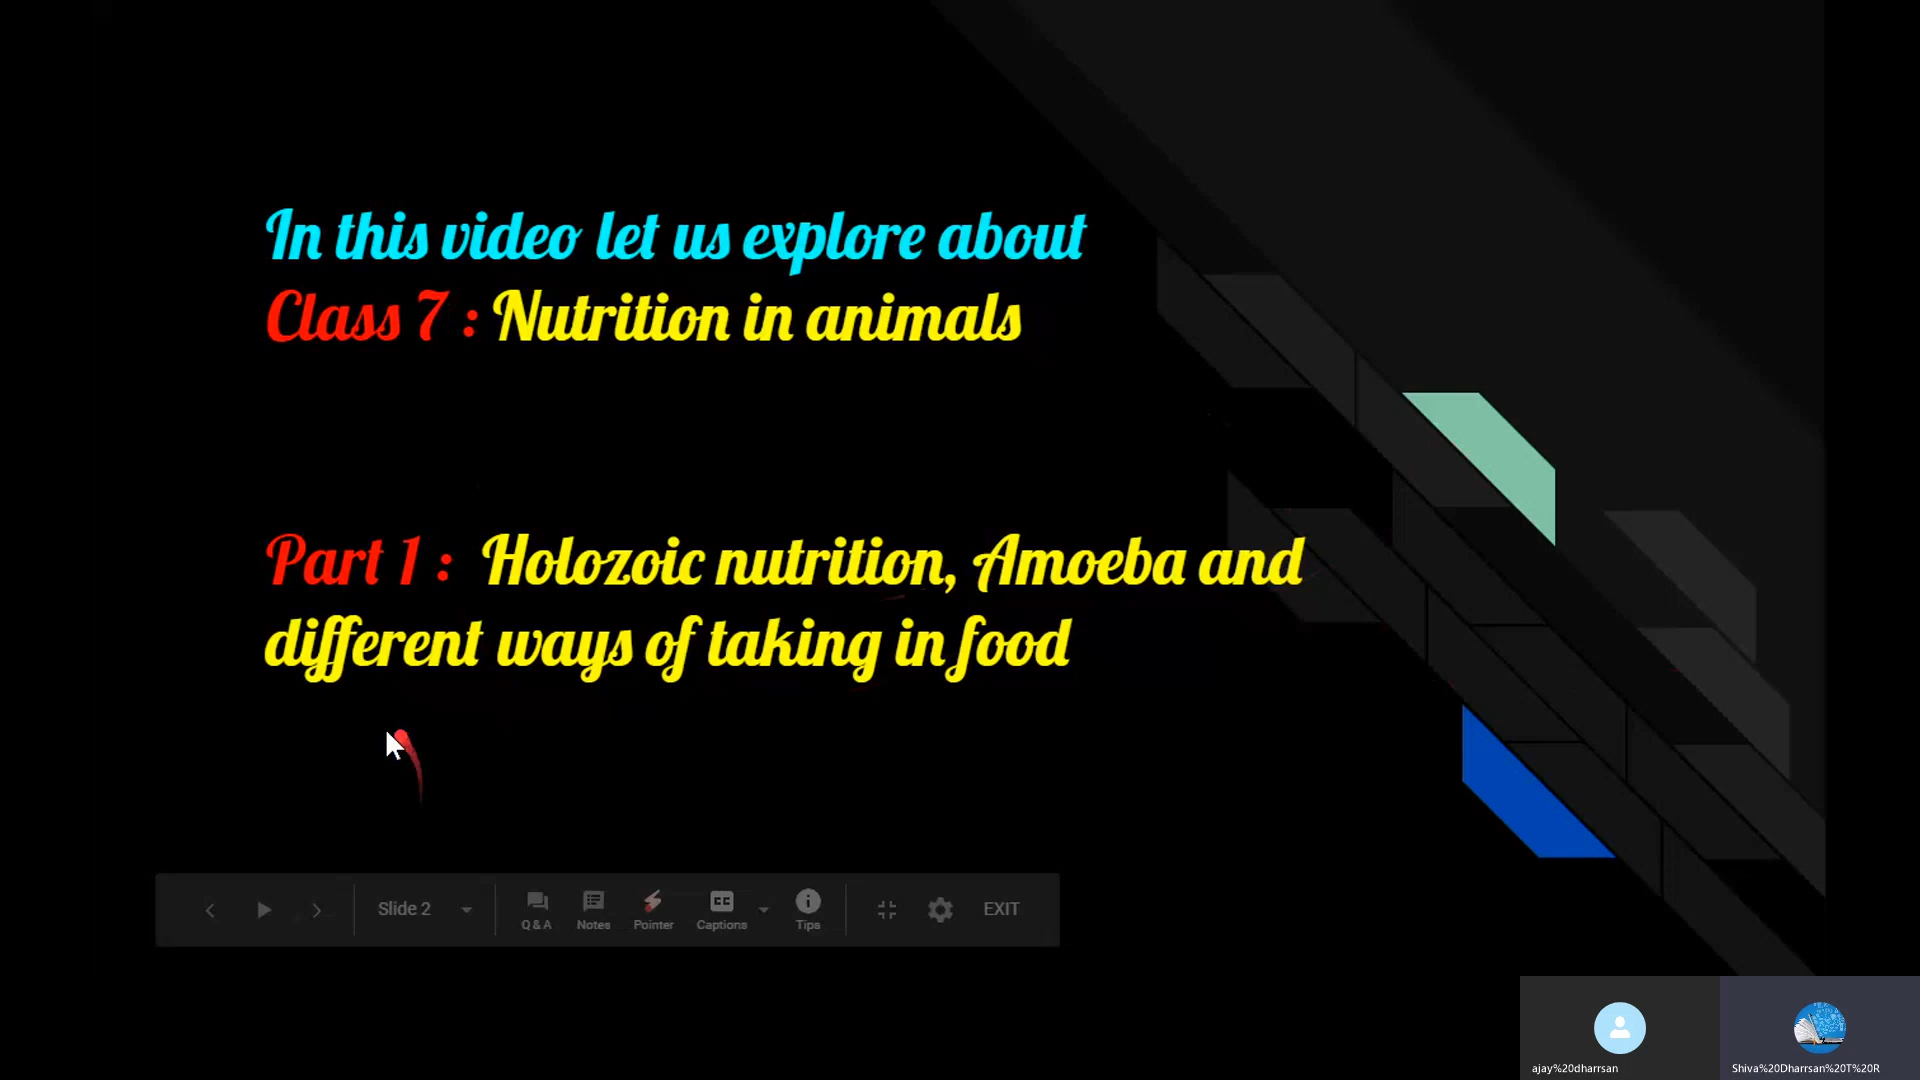 In this video let us explore about
Class 7 : Nutrition in animals
Part 1 : Holozoic nutrition, Amoeba and
different ways of taking in food
Slide 2
Q & A
Notes
Pointer
CC
Captions
Tips
EXIT
ajay%20dharrsan
Shiva%20Dharrsan%20T%20R